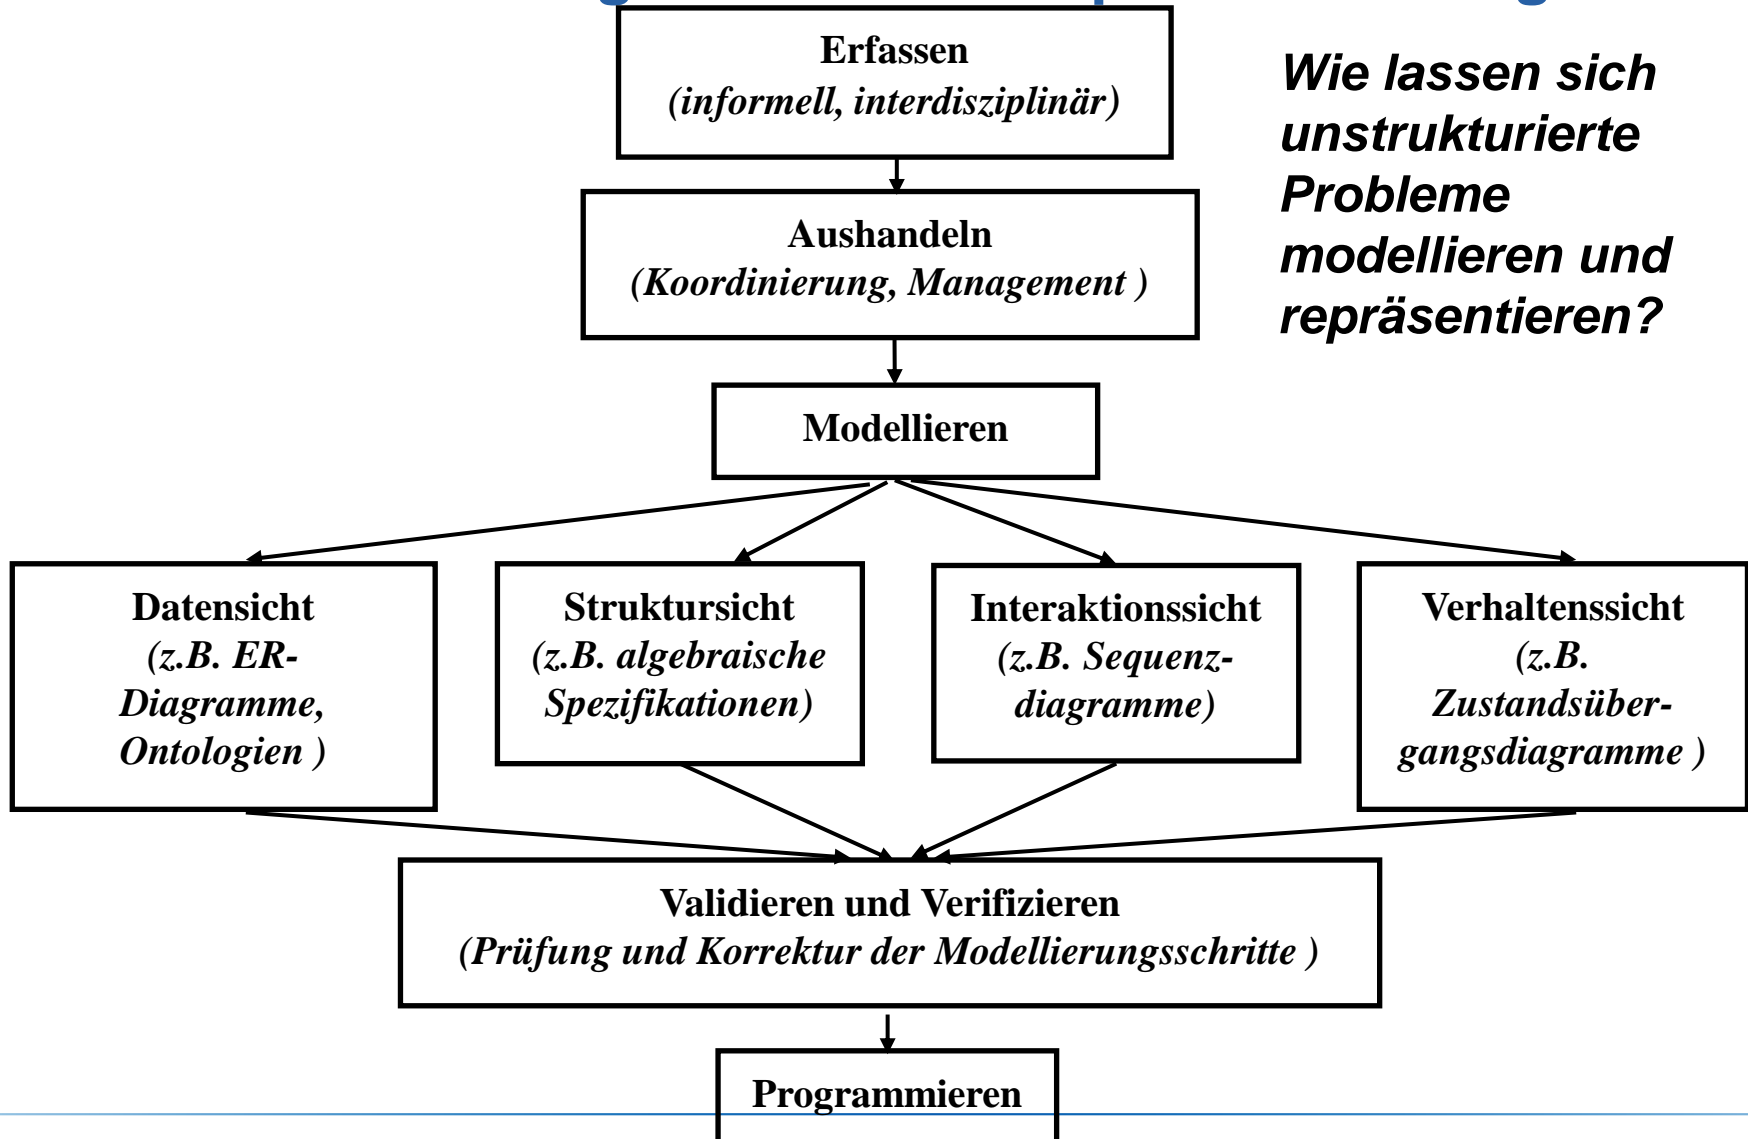 Erfassen
(informell, interdisziplinär)
Wie lassen sich
unstrukturierte
Probleme
modellieren und
repräsentieren?
Aushandeln
(Koordinierung, Management )
Modellieren
Datensicht
(z.B. ER-
Diagramme,
Ontologien )
Struktursicht
(z.B. algebraische
Spezifikationen)
Interaktionssicht
(z.B. Sequenz-
diagramme)
Verhaltenssicht
(z.B.
Zustandsüber-
gangsdiagramme )
Validieren und Verifizieren
(Prüfung und Korrektur der Modellierungsschritte )
Programmieren